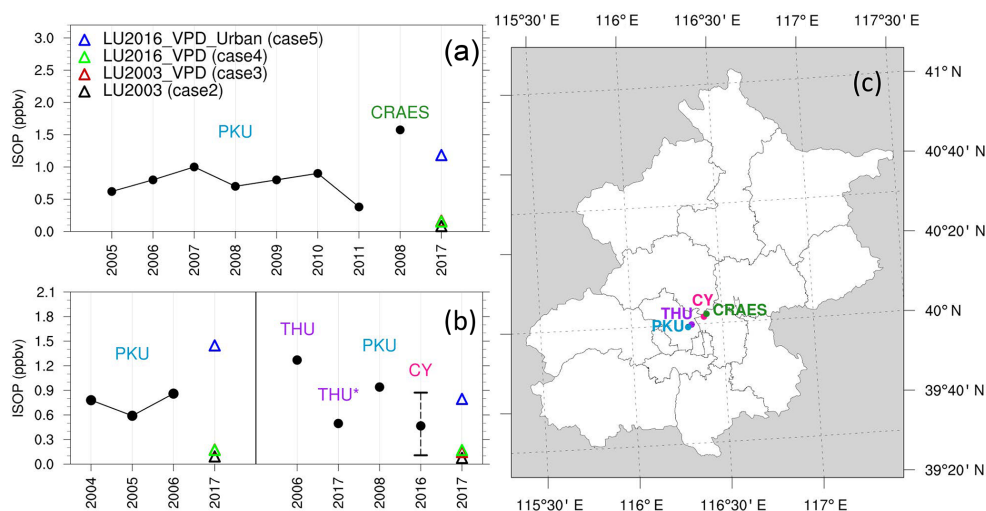 3.0
2.5
2.0
1.5
1.0
0.5
0.0
ISOP (ppbv)
LU2016_VPD_Urban (case5)
LU2016_VPD (case4)
LU2003_VPD (case3)
LU2003 (case2)
(a)
PKU
CRAES
2005
2006
2007
2008
2009
2010
2011
2008
2017
2.1
1.8
1.5
1.2
0.9
0.6
0.3
0.0
ISOP (ppbv)
(b)
PKU
THU
THU*
PKU
CY
2004
2005
2006
2017
2006
2017
2008
2016
2017
115°30' E
116° E
116°30' E
117° E
117°30' E
(c)
41° N
40°40' N
40°20' N
40° N
39°40' N
39°20' N
CY
CRAES
THU
PKU
115°30' E
116° E
116°30' E
117° E